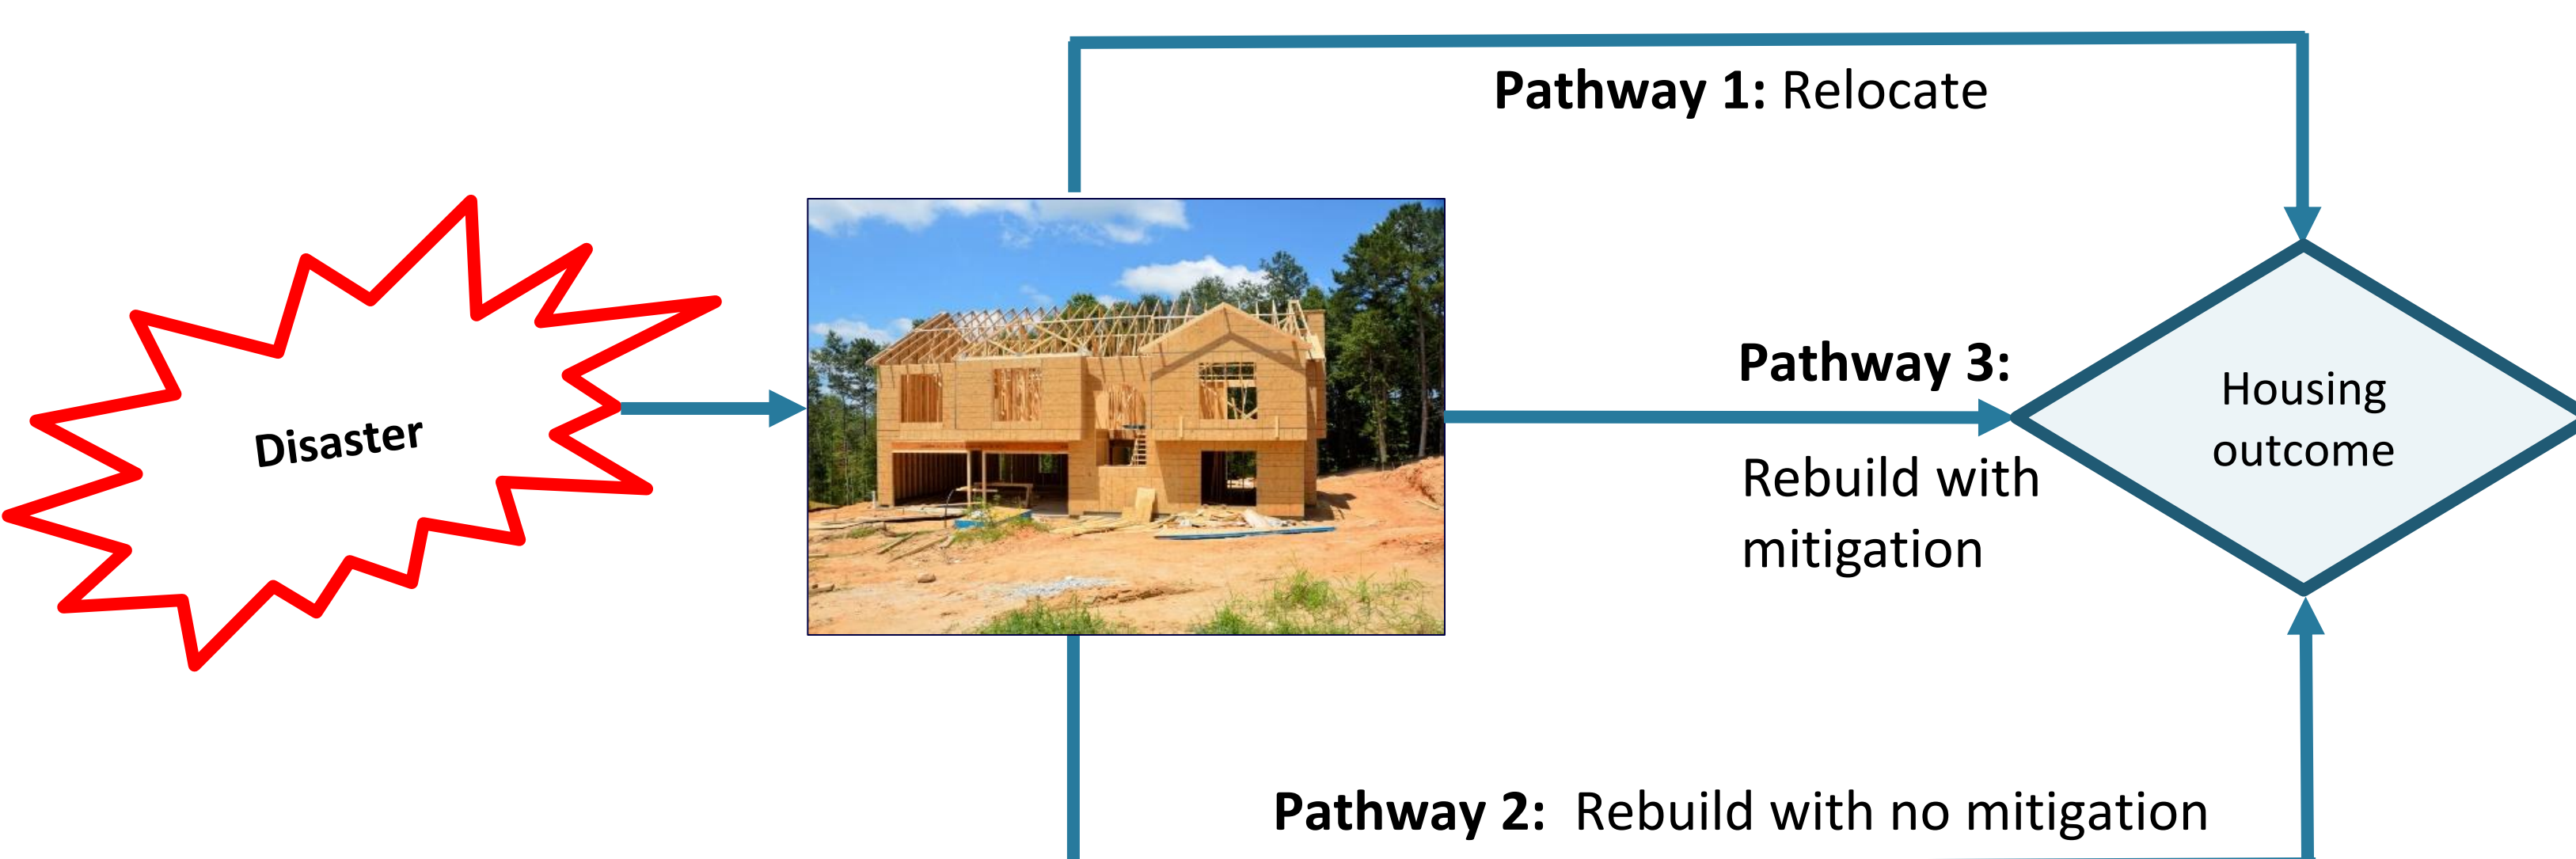 Pathway 1: Relocate
Disaster
Pathway 3:
Rebuild with
mitigation
Housing
outcome
Pathway 2: Rebuild with no mitigation